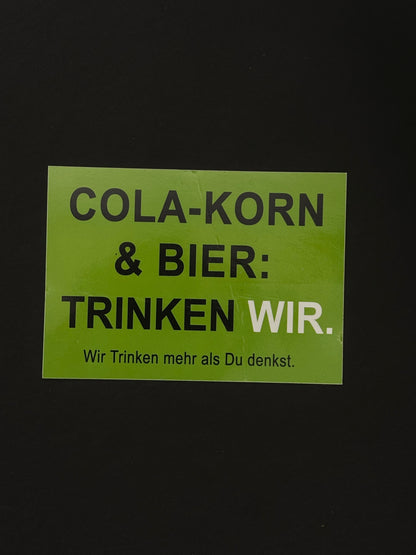 COLA-KORN
& BIER:
TRINKEN WIR.
Wir Trinken mehr als Du denkst.